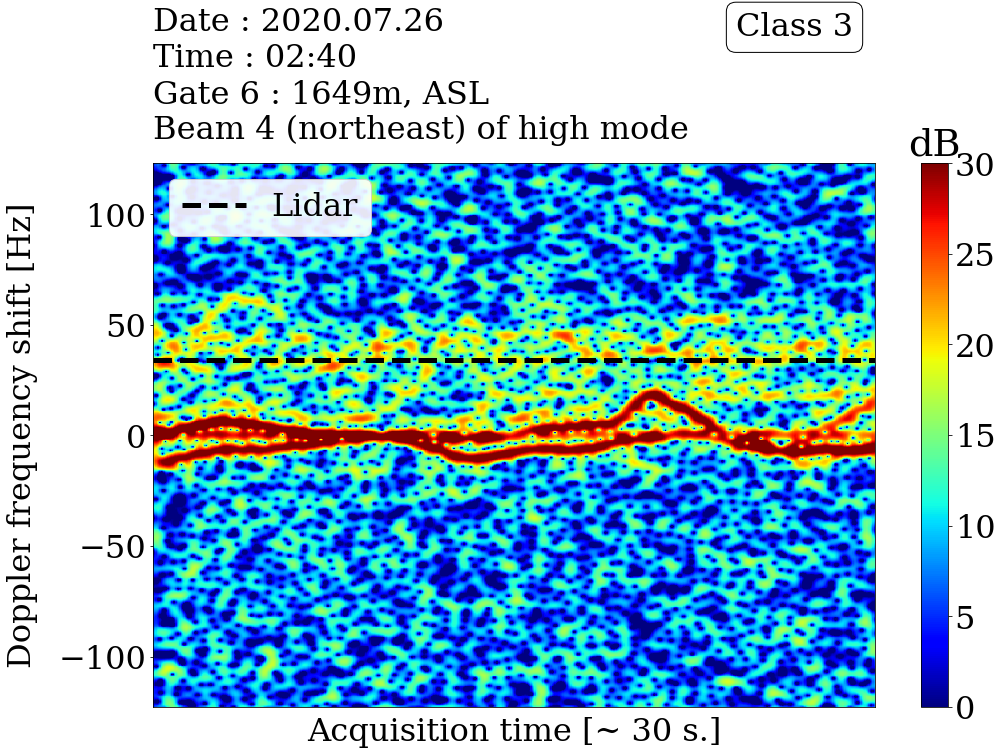 Date : 2020.07.26
Time : 02:40
Gate 6 : 1649m, ASL
Beam 4 (northeast) of high mode
Class 3
dB
Lidar
Doppler frequency shift [Hz]
100
50
0
−50
−100
30
25
20
15
10
5
0
Acquisition time [~ 30 s.]